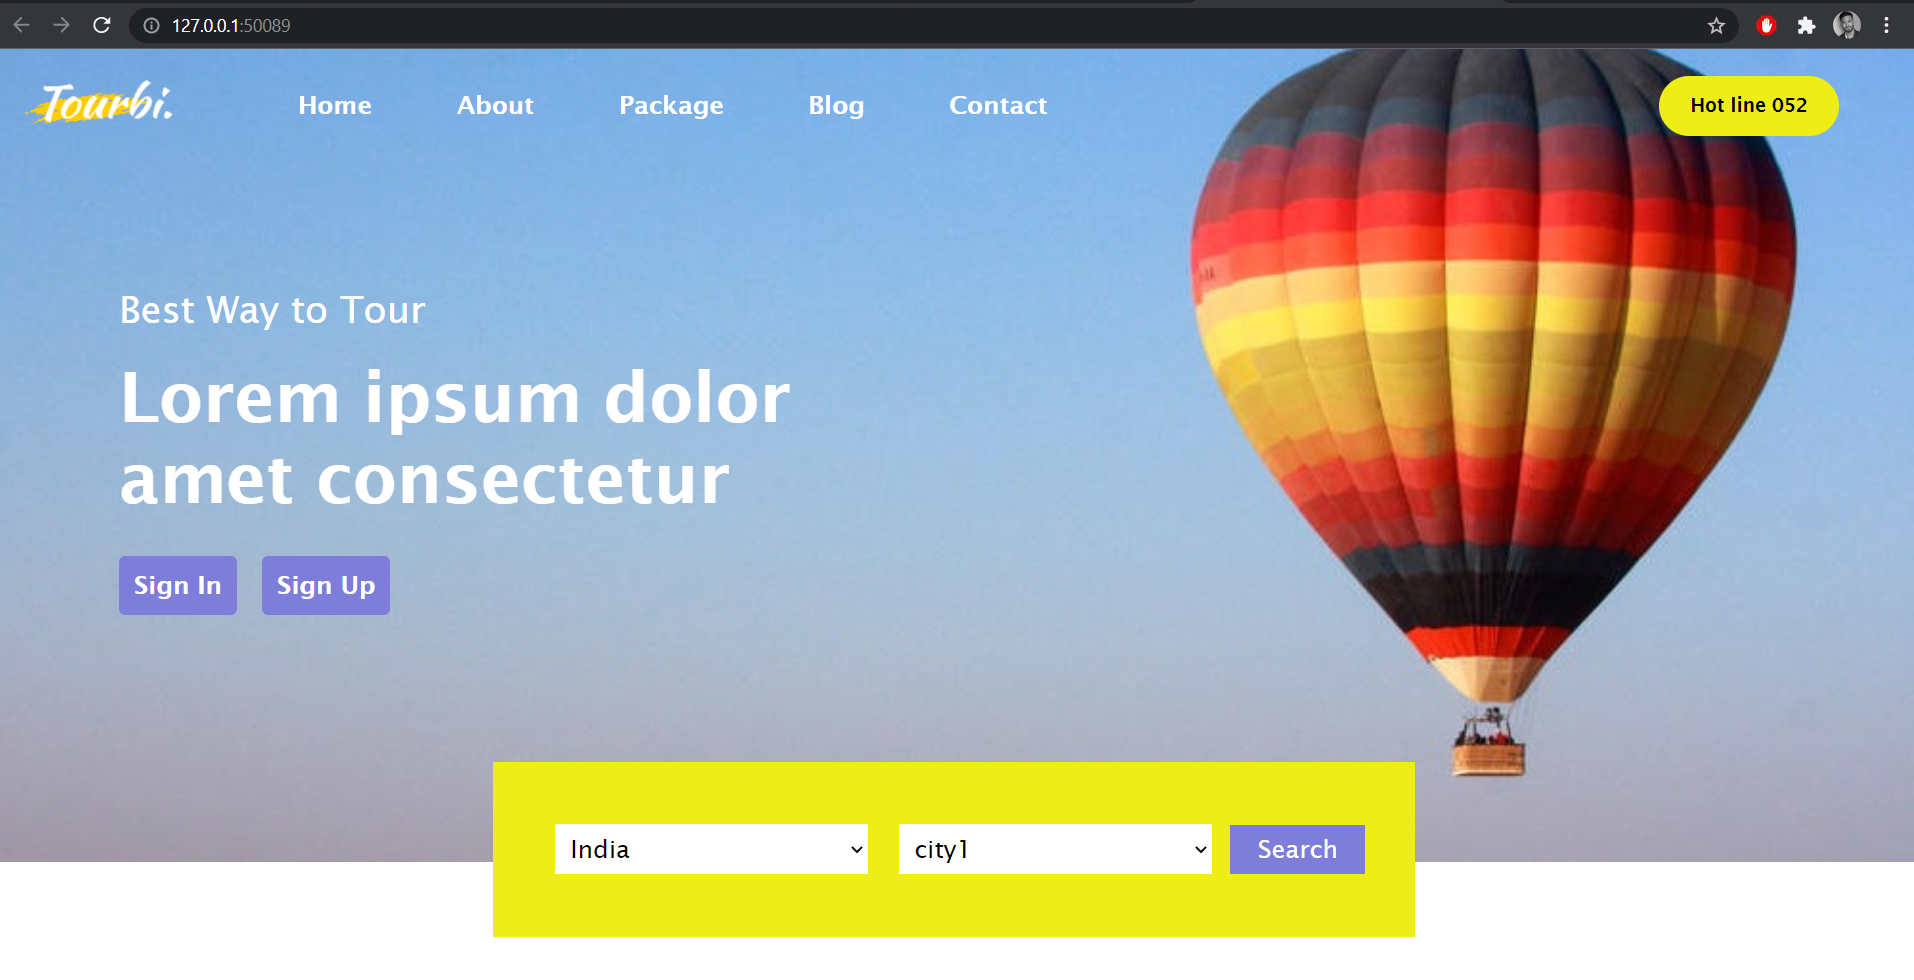 127.0.0.1:50089
Tourbi.
Home About Package Blog Contact
Hot line 052
Best Way to Tour
Lorem ipsum dolor
amet consectetur
Sign In Sign Up
India city1 Search